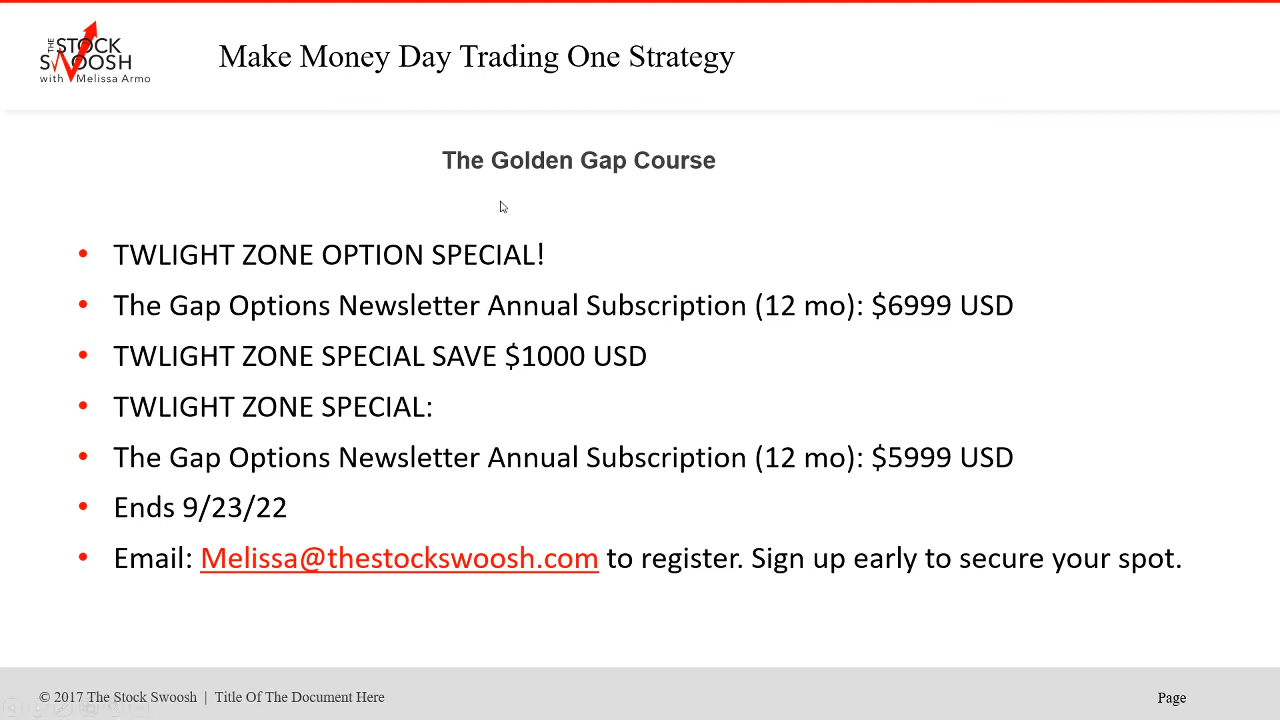 THE
STOCK
SWOOSH
with Melissa Armo
Make Money Day Trading One Strategy
The Golden Gap Course
• TWLIGHT ZONE OPTION SPECIAL!
• The Gap Options Newsletter Annual Subscription (12 mo): $6999 USD
• TWLIGHT ZONE SPECIAL SAVE $1000 USD
• TWLIGHT ZONE SPECIAL:
• The Gap Options Newsletter Annual Subscription (12 mo): $5999 USD
• Ends 9/23/22
• Email: Melissa@thestockswoosh.com to register. Sign up early to secure your spot.
© 2017 The Stock Swoosh | Title Of The Document Here
Page